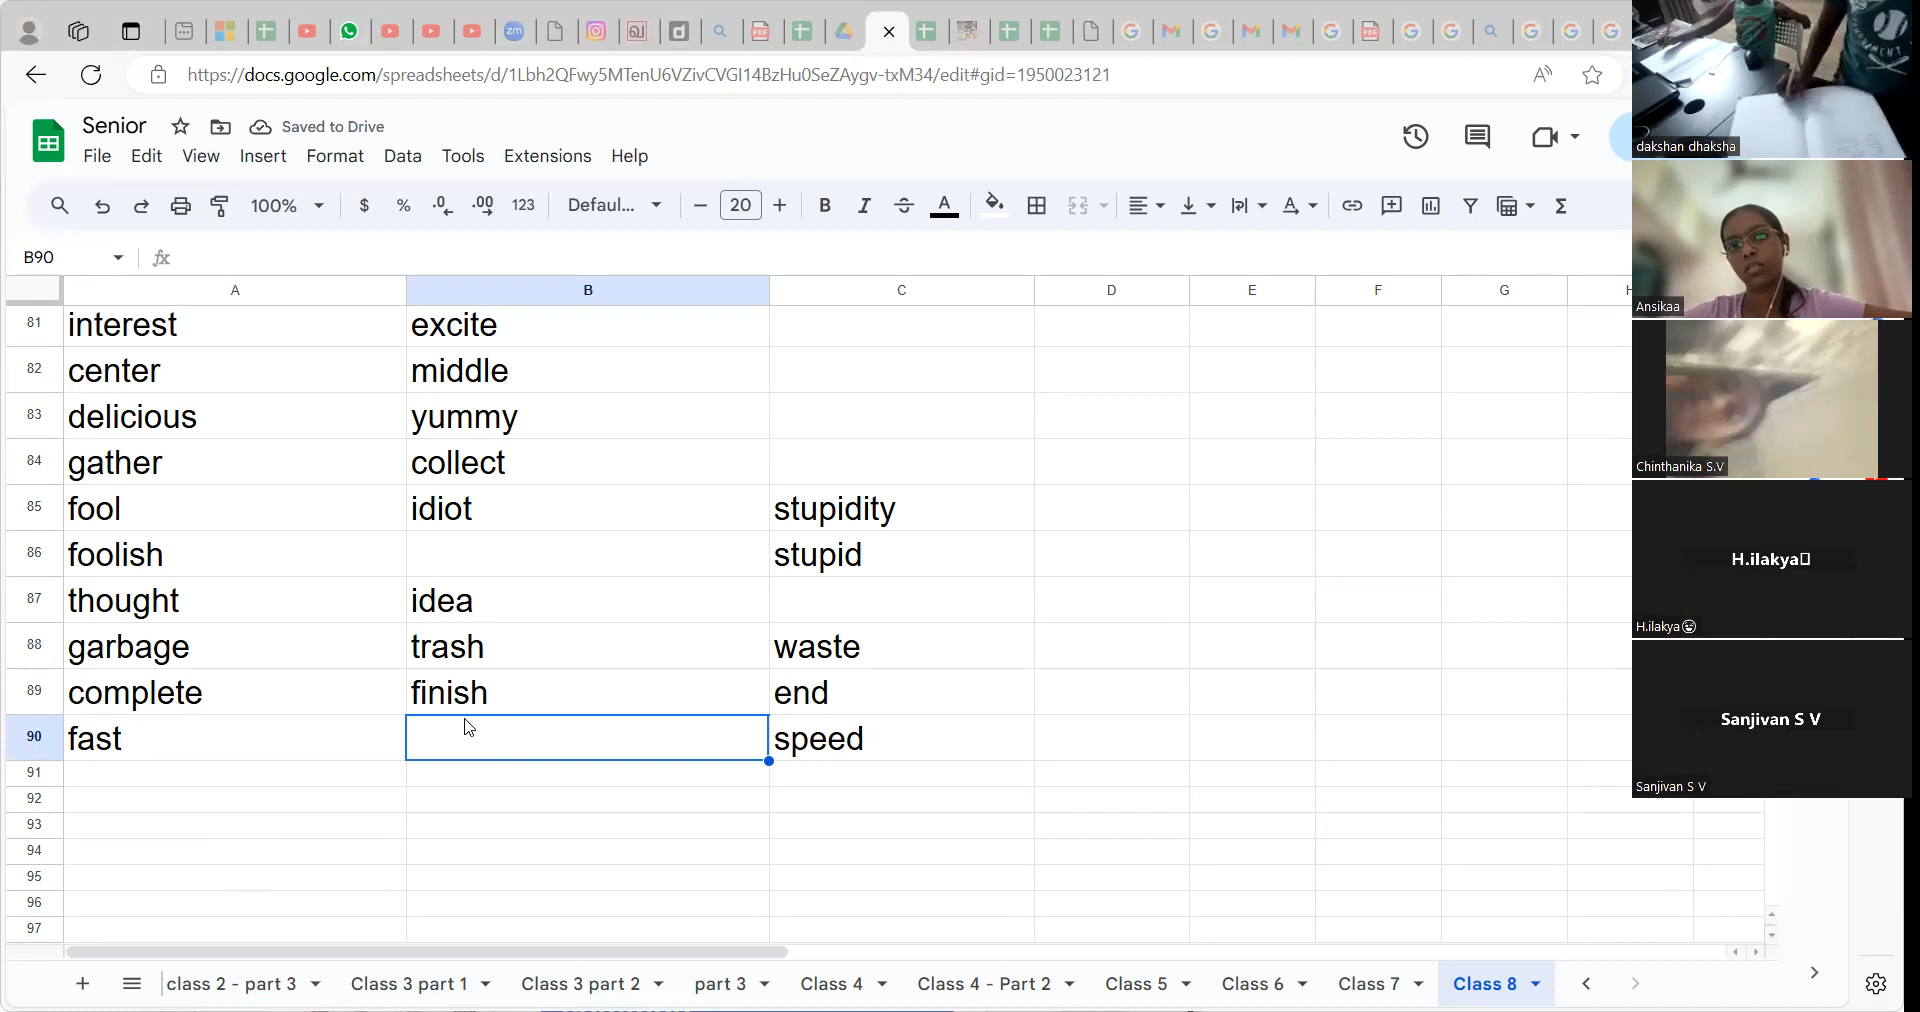 zm
https://docs.google.com/spreadsheets/d/1Lbh2QFwy5MTenU6VZivCVGI14BzHu0SeZAygv-txM34/edit#gid=1950023121
Senior
Saved to Drive
File Edit View Insert Format Data Tools Extensions Help
100% $ % .0 .00 123 Defaul... 20 B I A
B90 fx
A B C D E F G H
81 interest excite
82 center middle
83 delicious yummy
84 gather collect
85 fool idiot stupidity
86 foolish stupid
87 thought idea
88 garbage trash waste
89 complete finish end
90 fast speed
91
92
93
94
95
96
97
class 2 - part 3 Class 3 part 1 Class 3 part 2 part 3 Class 4 Class 4 - Part 2 Class 5 Class 6 Class 7 Class 8
dakshan dhaksha
Ansikaa
Chinthanika S.V
H.ilakya
H.ilakya
Sanjivan S V
Sanjivan S V